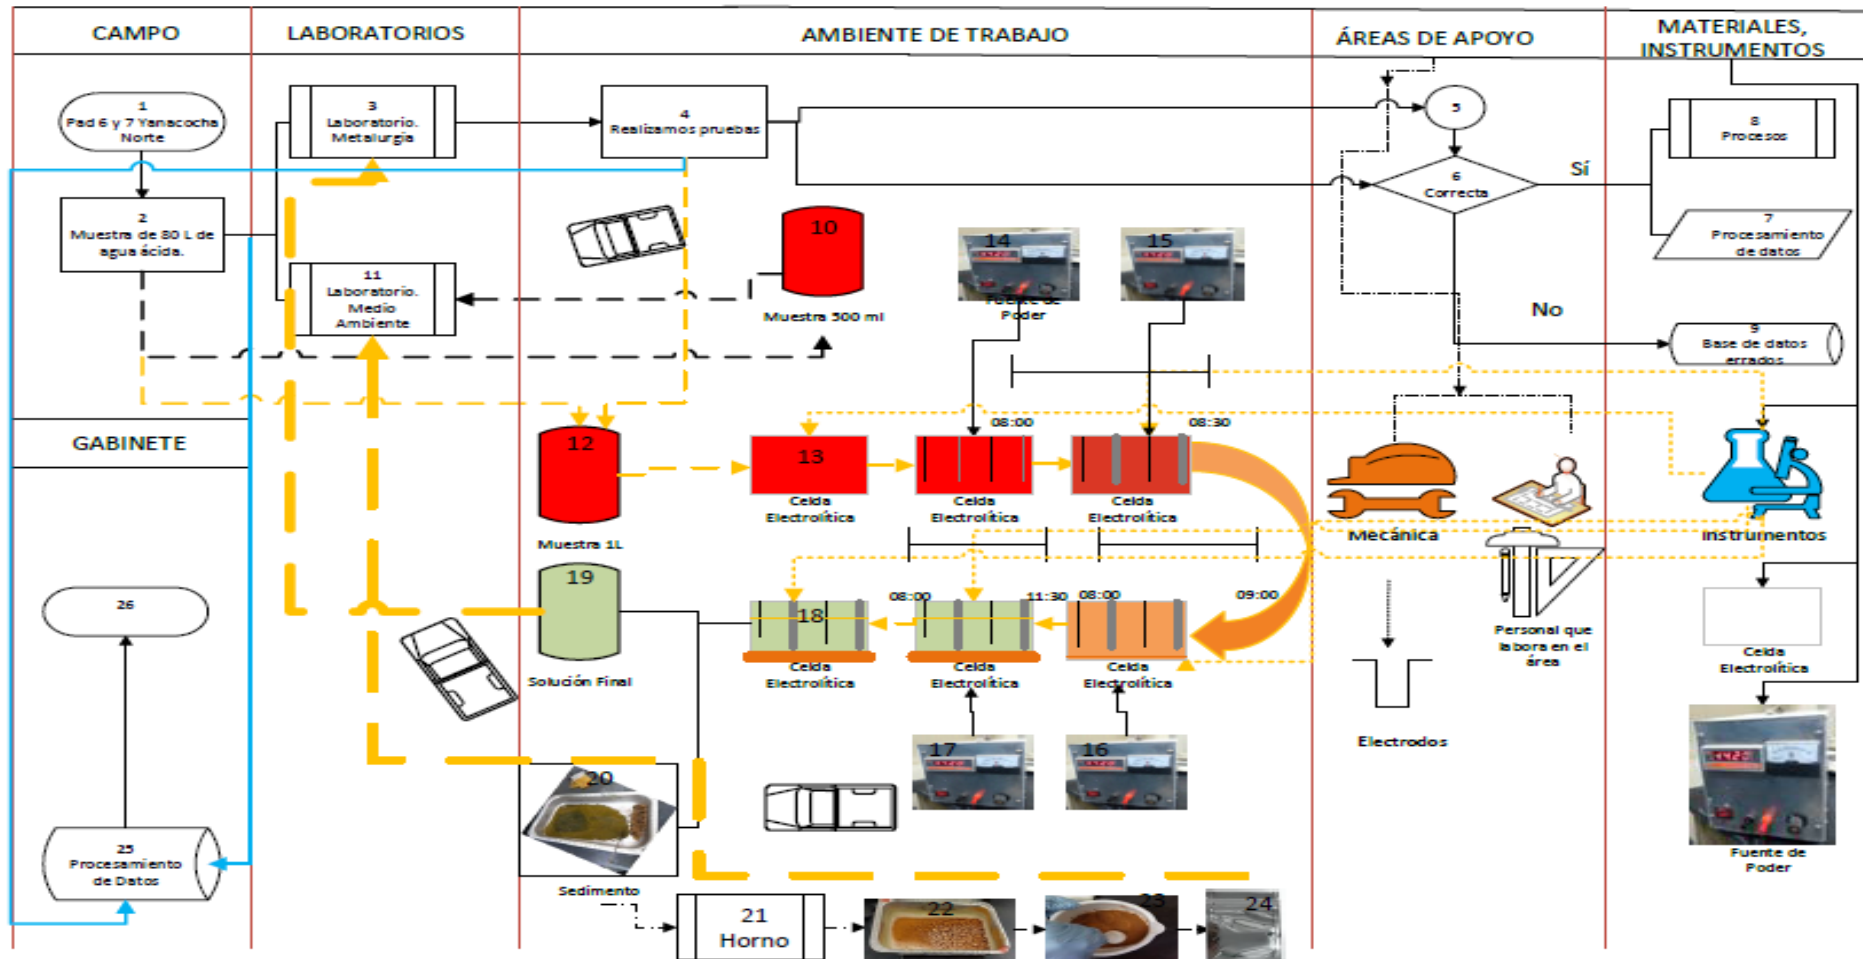 CAMPO
LABORATORIOS
AMBIENTE DE TRABAJO
ÁREAS DE APOYO
MATERIALES,
INSTRUMENTOS
1
Pad 6 y 7 Yanacocha
Norte
3
Laboratorio.
Metalurgia
4
Realizamos pruebas
5
8
Procesos
6
Correcta
Sí
2
Muestra de 80 L de
agua ácida.
7
Procesamiento
de datos
10
14
15
11
Laboratorio.
Medio
Ambiente
Fuente de
Poder
Muestra 500 ml
No
9
Base de datos
errados
GABINETE
08:00
08:30
12
13
Celda
Electrolítica
Celda
Electrolítica
Celda
Electrolítica
Muestra 1L
Mecánica
Instrumentos
19
08:00
11:30
08:00
09:00
26
18
Personal que
labora en el
área
Celda
Electrolítica
Celda
Electrolítica
Celda
Electrolítica
Celda
Electrolítica
Solución Final
17
16
Electrodos
20
25
Procesamiento
de Datos
Fuente de
Poder
Sedimento
21
Horno
22
23
24